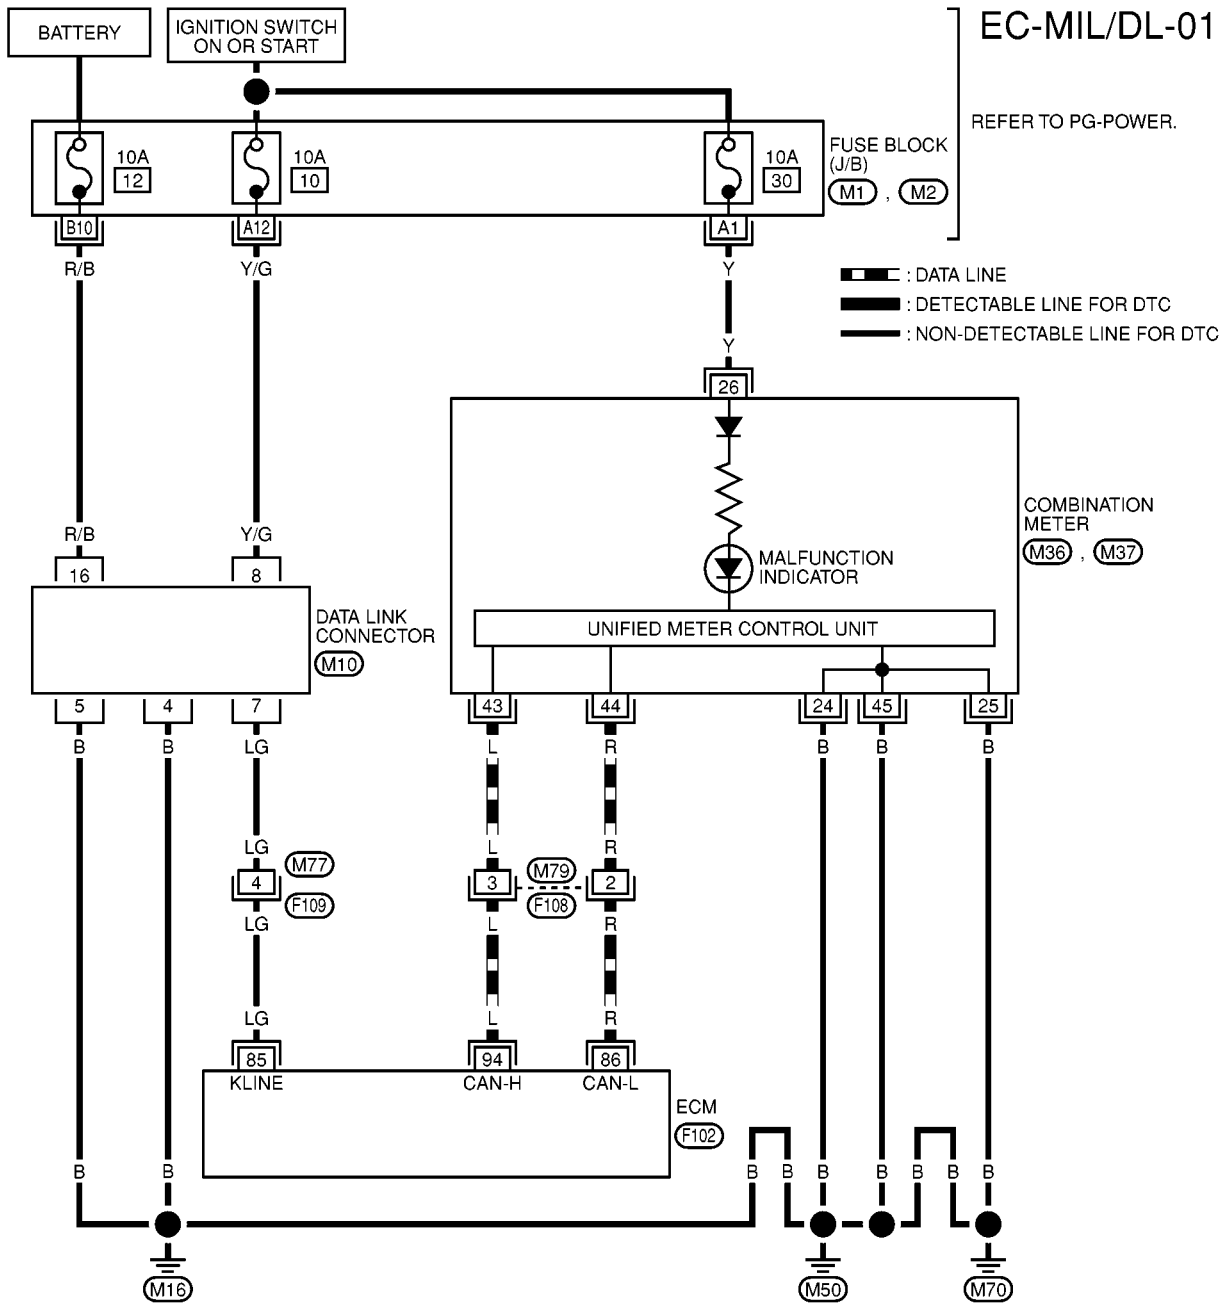 EC-MIL/DL-01
BATTERY
IGNITION SWITCH
ON OR START
REFER TO PG-POWER.
10A
12
10A
10
10A
30
FUSE BLOCK
(J/B)
M1 , M2
B10
A12
A1
R/B
Y/G
Y
: DATA LINE
: DETECTABLE LINE FOR DTC
: NON-DETECTABLE LINE FOR DTC
Y
26
R/B
Y/G
16
8
DATA LINK
CONNECTOR
M10
COMBINATION
METER
M36 , M37
MALFUNCTION
INDICATOR
UNIFIED METER CONTROL UNIT
5
4
7
43
44
24
45
25
B
B
LG
L
R
B
B
B
LG
L
R
M77
4
F109
3
M79
F108
2
LG
L
R
LG
L
R
85
94
86
KLINE
CAN-H
CAN-L
ECM
F102
B
B
B
B
B
B
B
B
B
M16
M50
M70